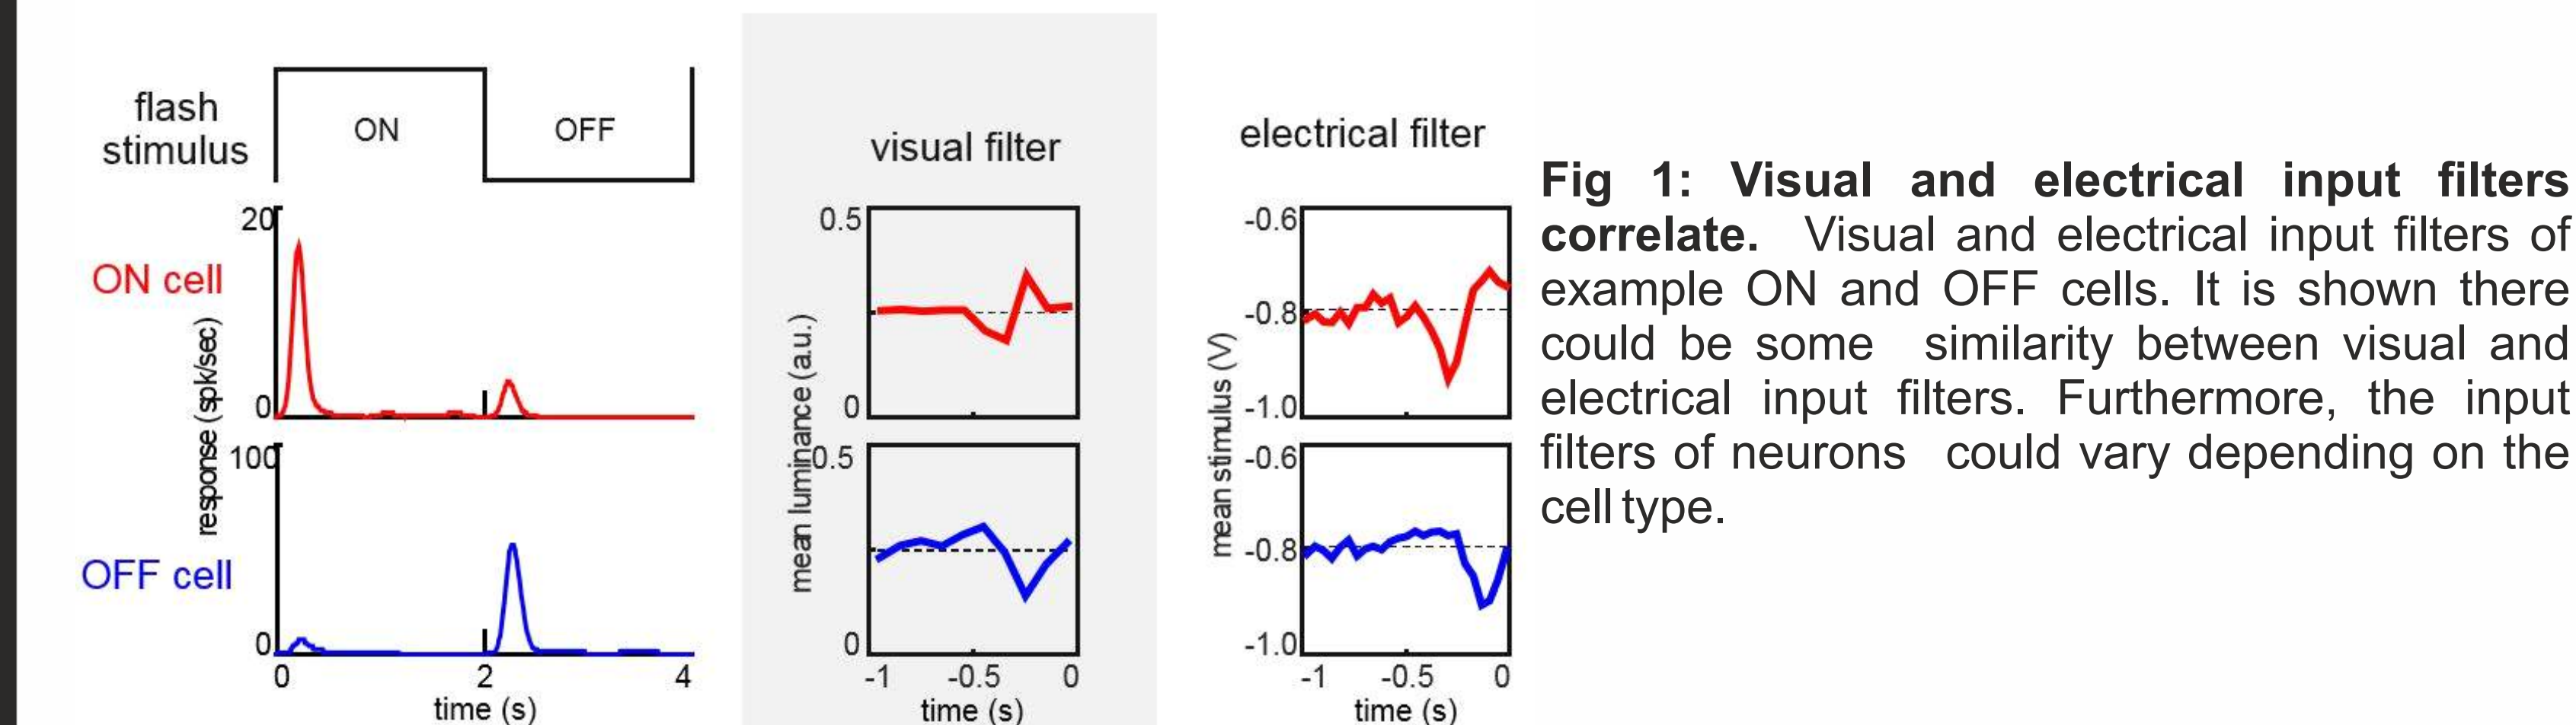 flash
stimulus
ON
OFF
20
0
ON cell
response (spk/sec)
100
0
OFF cell
0
2
4
time (s)
visual filter
0.5
0
mean luminance (a.u.)
0.5
0
-1
-0.5
0
time (s)
electrical filter
-0.6
-0.8
-1.0
mean stimulus (V)
-0.6
-0.8
-1.0
-1
-0.5
0
time (s)
Fig 1: Visual and electrical input filters
correlate. Visual and electrical input filters of
example ON and OFF cells. It is shown there
could be some similarity between visual and
electrical input filters. Furthermore, the input
filters of neurons could vary depending on the
cell type.